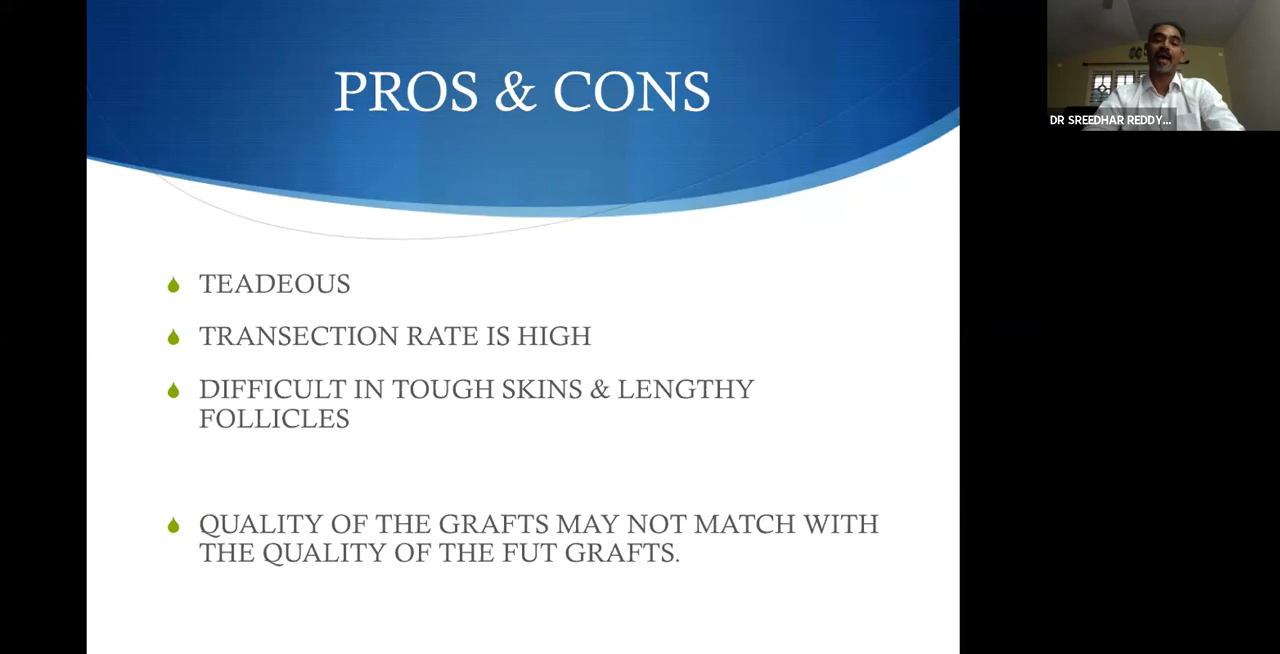 PROS & CONS
TEADEOUS
TRANSECTION RATE IS HIGH
DIFFICULT IN TOUGH SKINS & LENGTHY
FOLLICLES
QUALITY OF THE GRAFTS MAY NOT MATCH WITH
THE QUALITY OF THE FUT GRAFTS.
DR SREEDHAR REDDY...